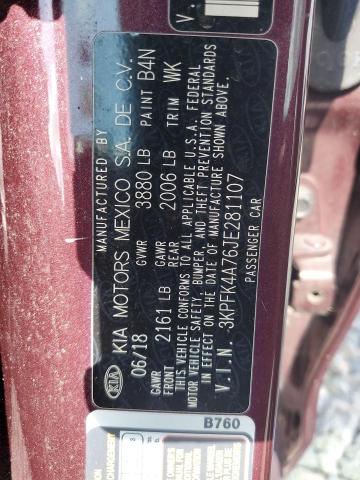 MANUFACTURED BY
KIA MOTORS MEXICO S.A. DE C.V.
06/18 GVWR 3880 LB PAINT B4N
GAWR FRONT 2161 LB GAWR REAR 2006 LB TRIM WK
THIS VEHICLE CONFORMS TO ALL APPLICABLE U.S.A. FEDERAL
MOTOR VEHICLE SAFETY, BUMPER, AND THEFT PREVENTION STANDARDS
IN EFFECT ON THE DATE OF MANUFACTURE SHOWN ABOVE.
V.I.N. 3KPFK4A76JE281107
PASSENGER CAR
KIA
B760
V.